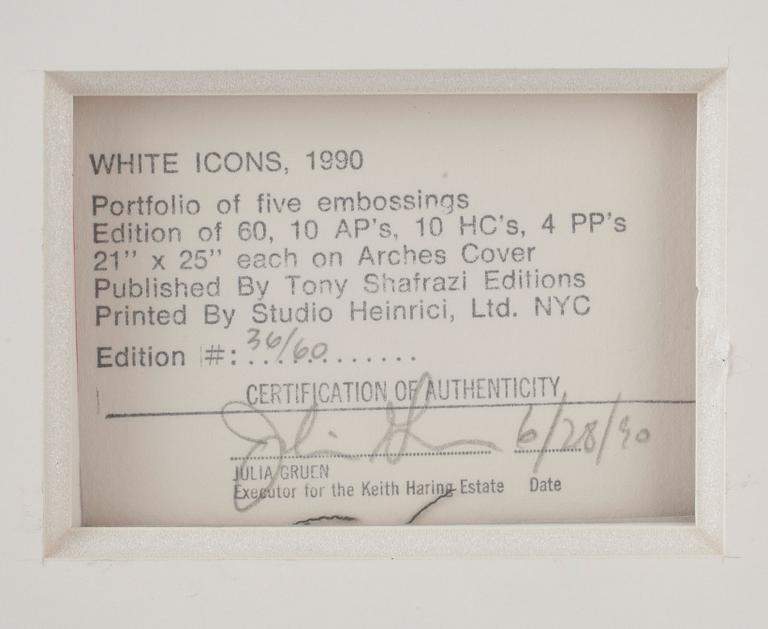 WHITE ICONS, 1990
Portfolio of five embossings
Edition of 60, 10 AP's, 10 HC's, 4 PP's
21" x 25" each on Arches Cover
Published By Tony Shafrazi Editions
Printed By Studio Heinrici, Ltd. NYC
Edition #: 36/60
CERTIFICATION OF AUTHENTICITY
Julia Gruen 6/28/90
JULIA GRUEN
Executor for the Keith Haring Estate Date